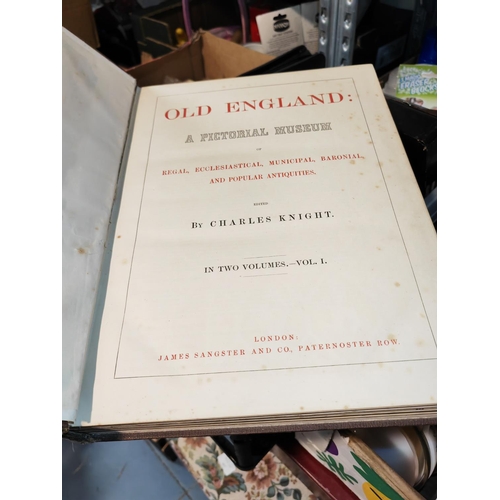 OLD ENGLAND:
A PICTORIAL MUSEUM
OF
REGAL, ECCLESIASTICAL, MUNICIPAL, BARONIAL,
AND POPULAR ANTIQUITIES.
EDITED
BY CHARLES KNIGHT.
IN TWO VOLUMES.—VOL. I.
LONDON:
JAMES SANGSTER AND CO., PATERNOSTER ROW.